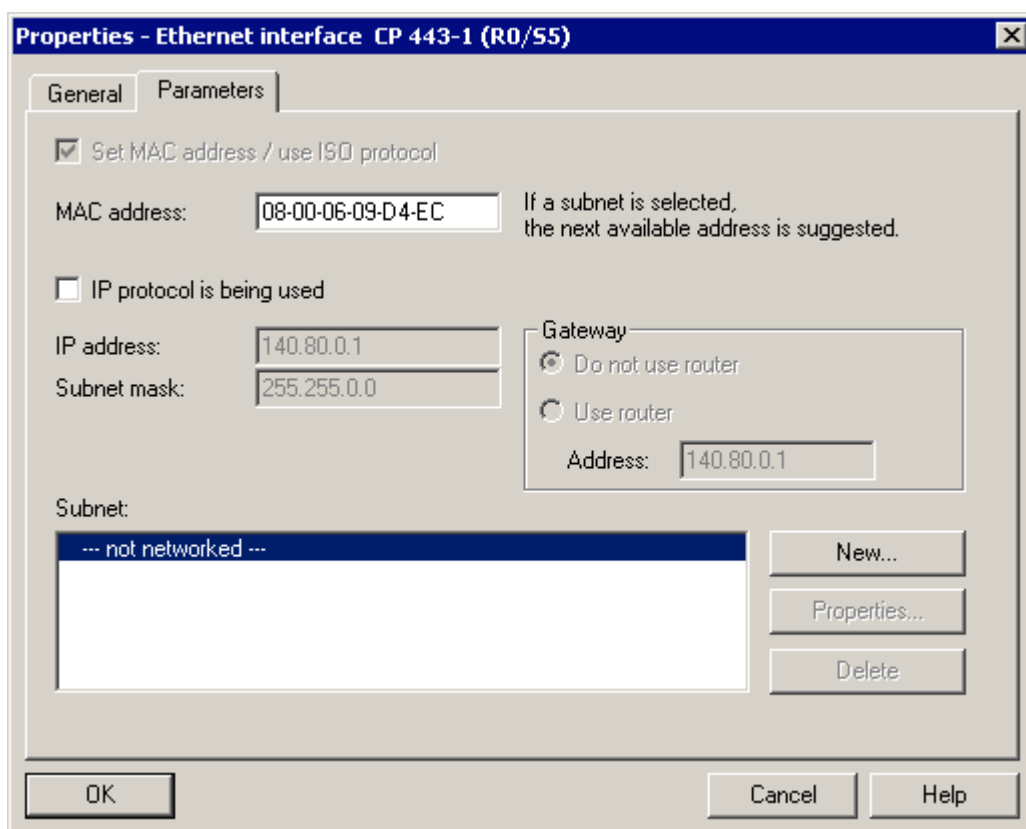 Properties - Ethernet interface CP 443-1 (R0/S5)
General
Parameters
Set MAC address / use ISO protocol
MAC address:
08-00-06-09-D4-EC
If a subnet is selected,
the next available address is suggested.
IP protocol is being used
IP address:
140.80.0.1
Subnet mask:
255.255.0.0
Gateway
Do not use router
Use router
Address:
140.80.0.1
Subnet:
--- not networked ---
New...
Properties...
Delete
OK
Cancel
Help